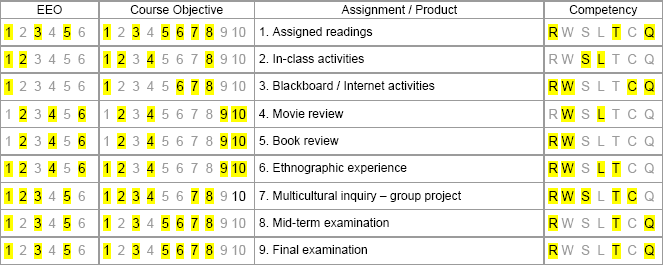 EEO Course Objective Assignment / Product Competency
1 2 3 4 5 6 1 2 3 4 5 6 7 8 9 10 1. Assigned readings R W S L T C Q
1 2 3 4 5 6 1 2 3 4 5 6 7 8 9 10 2. In-class activities R W S L T C Q
1 2 3 4 5 6 1 2 3 4 5 6 7 8 9 10 3. Blackboard / Internet activities R W S L T C Q
1 2 3 4 5 6 1 2 3 4 5 6 7 8 9 10 4. Movie review R W S L T C Q
1 2 3 4 5 6 1 2 3 4 5 6 7 8 9 10 5. Book review R W S L T C Q
1 2 3 4 5 6 1 2 3 4 5 6 7 8 9 10 6. Ethnographic experience R W S L T C Q
1 2 3 4 5 6 1 2 3 4 5 6 7 8 9 10 7. Multicultural inquiry – group project R W S L T C Q
1 2 3 4 5 6 1 2 3 4 5 6 7 8 9 10 8. Mid-term examination R W S L T C Q
1 2 3 4 5 6 1 2 3 4 5 6 7 8 9 10 9. Final examination R W S L T C Q